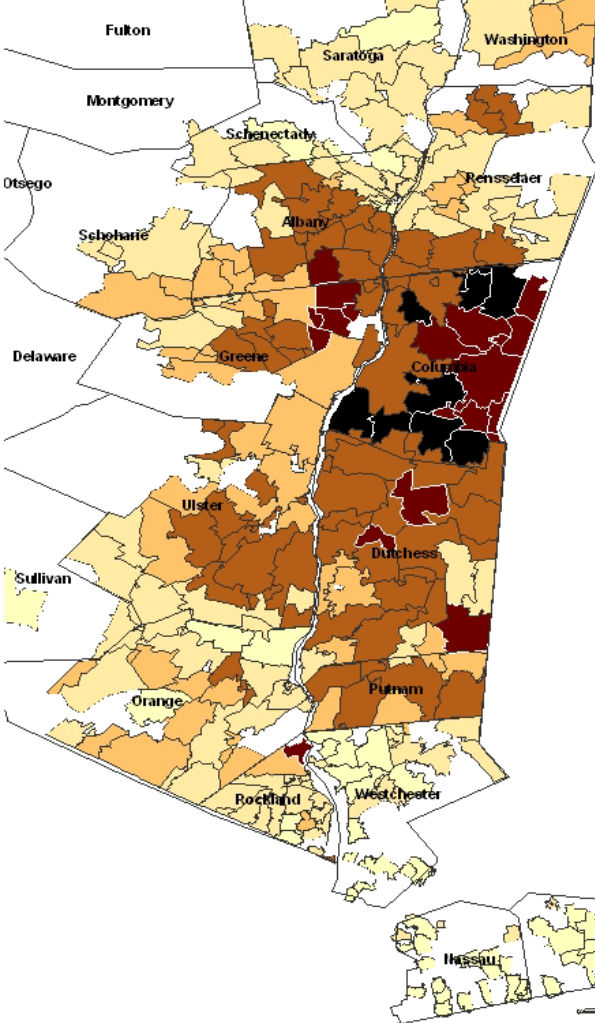 Fulton
Washington
Saratoga
Montgomery
Schenectady
Otsego
Rensselaer
Albany
Schoharie
Delaware
Greene
Columbia
Ulster
Dutchess
Sullivan
Orange
Putnam
Rockland
Westchester
Nassau